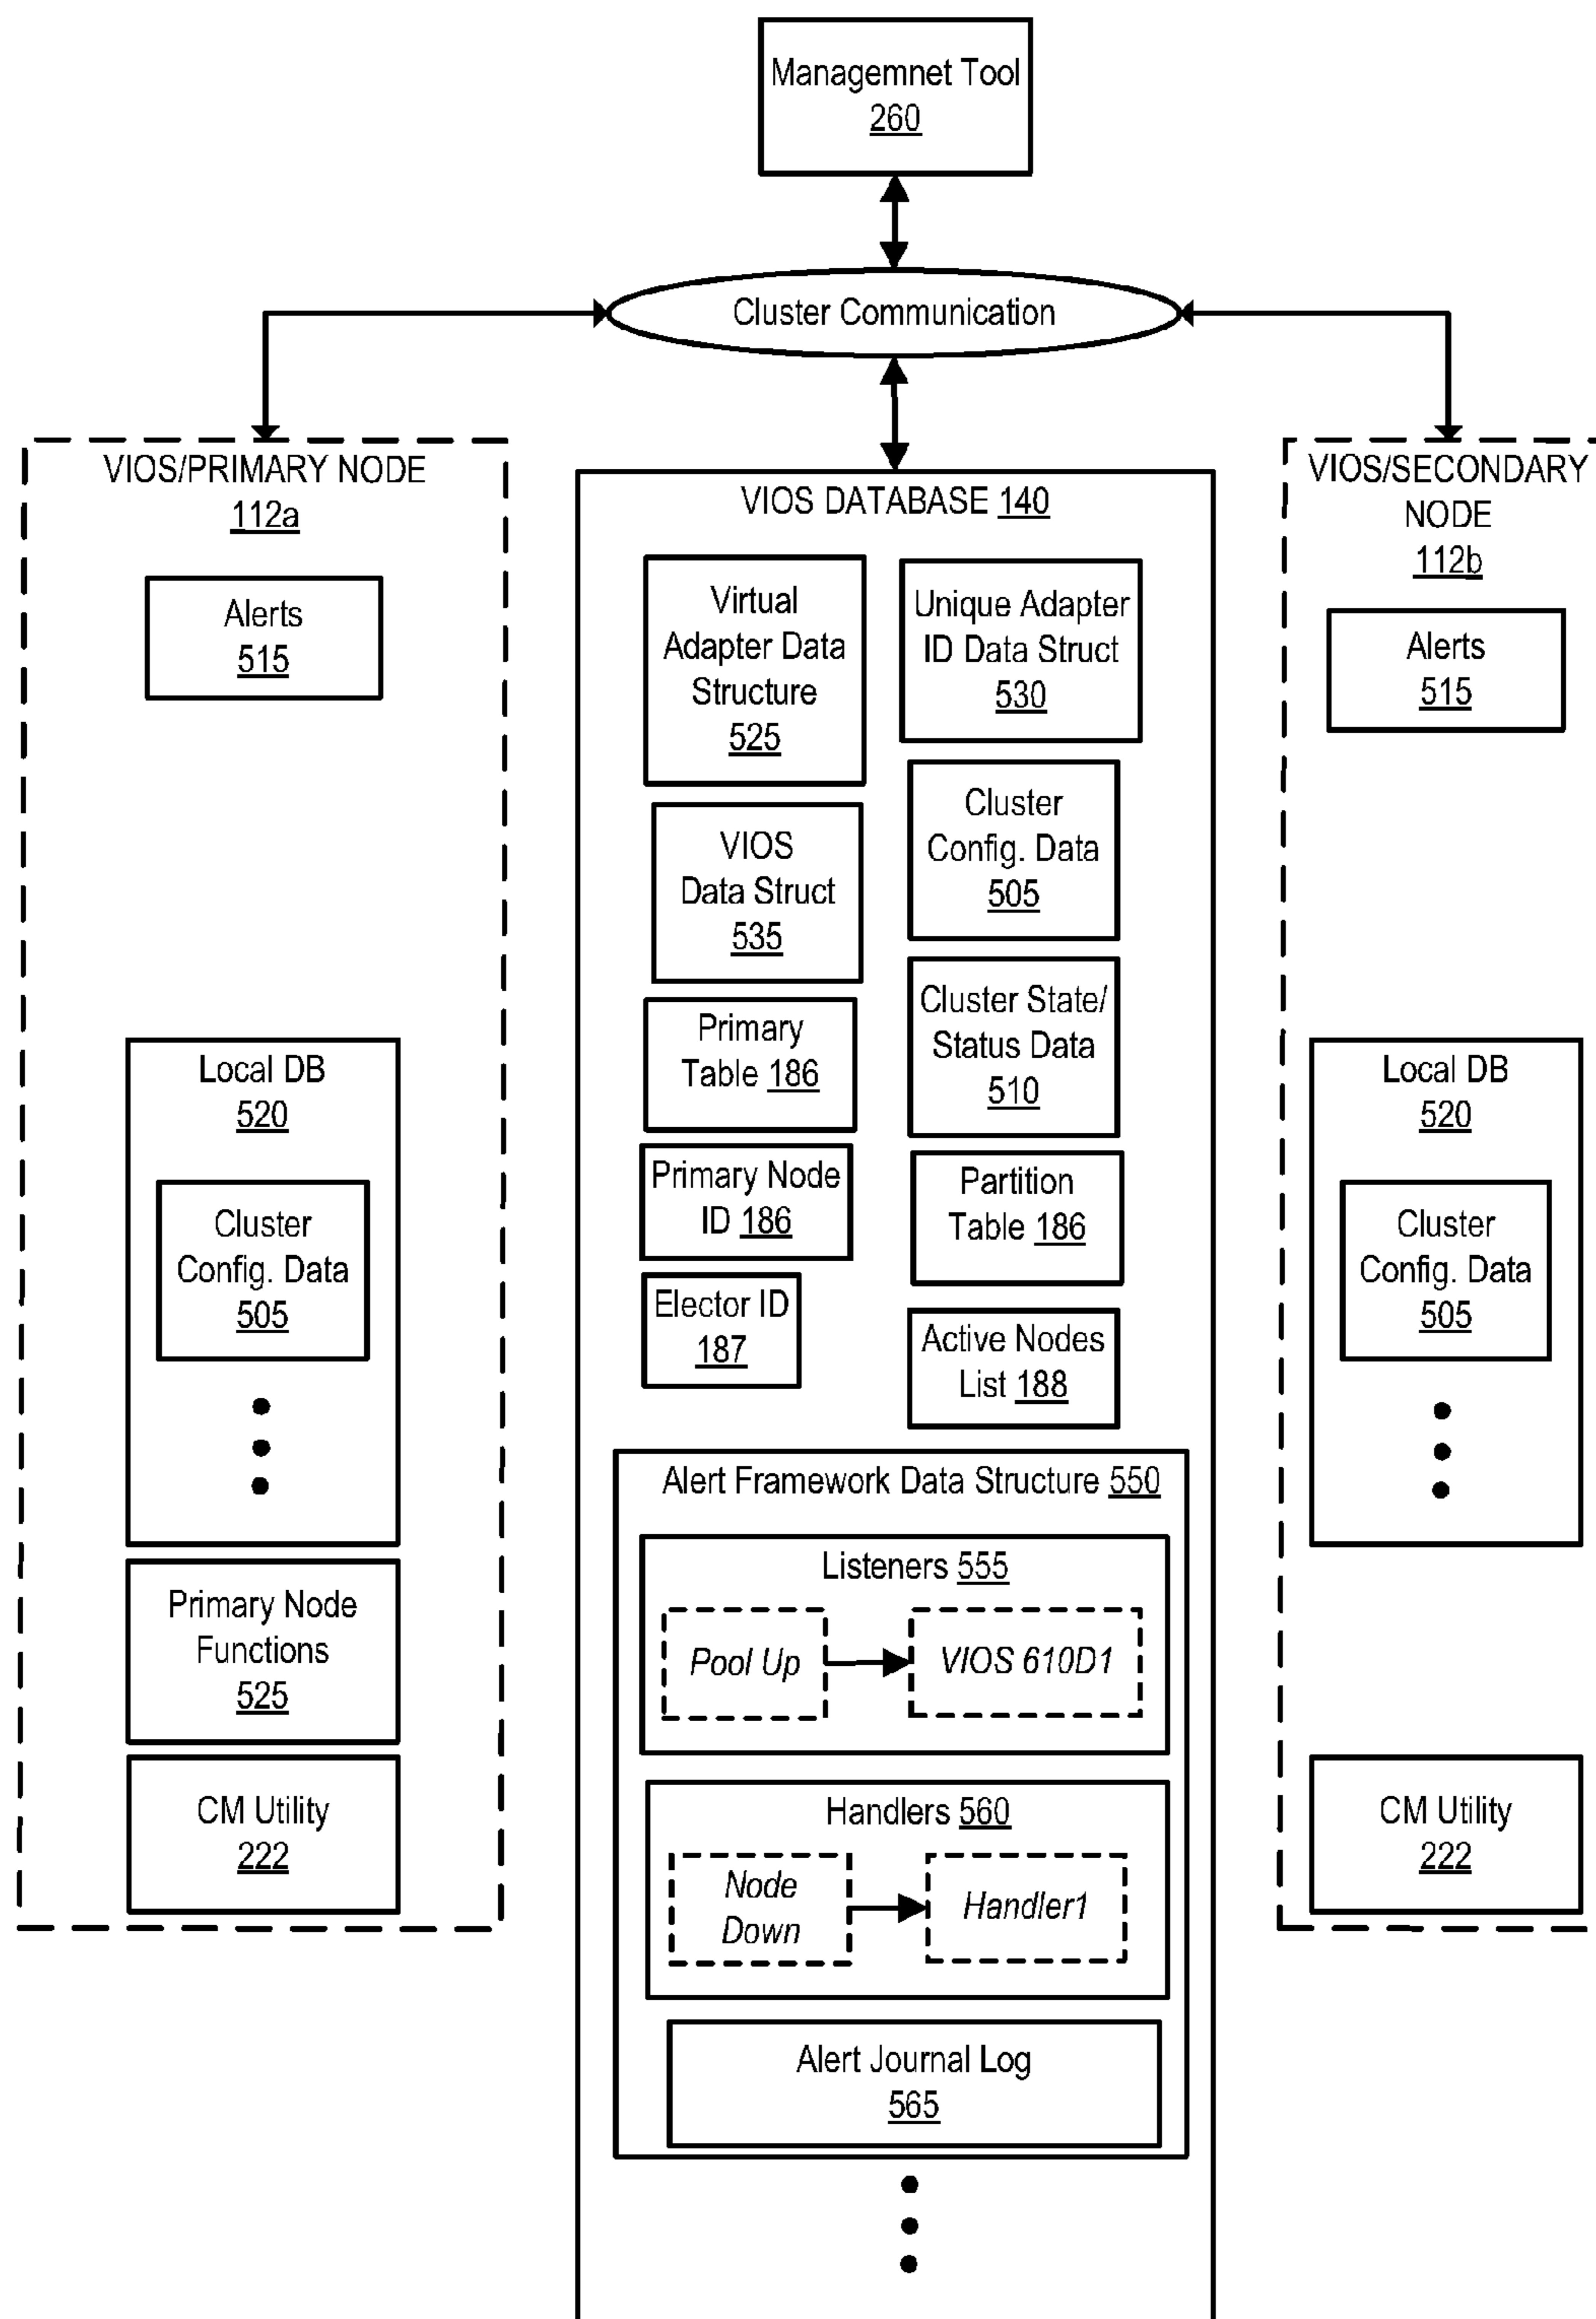 Managemnet Tool
260
Cluster Communication
VIOS/PRIMARY NODE
112a
Alerts
515
Local DB
520
Cluster
Config. Data
505
Primary Node
Functions
525
CM Utility
222
VIOS DATABASE 140
Virtual
Adapter Data
Structure
525
Unique Adapter
ID Data Struct
530
VIOS
Data Struct
535
Cluster
Config. Data
505
Primary
Table 186
Cluster State/
Status Data
510
Primary Node
ID 186
Partition
Table 186
Elector ID
187
Active Nodes
List 188
Alert Framework Data Structure 550
Listeners 555
Pool Up
VIOS 610D1
Handlers 560
Node
Down
Handler1
Alert Journal Log
565
VIOS/SECONDARY
NODE
112b
Alerts
515
Local DB
520
Cluster
Config. Data
505
CM Utility
222